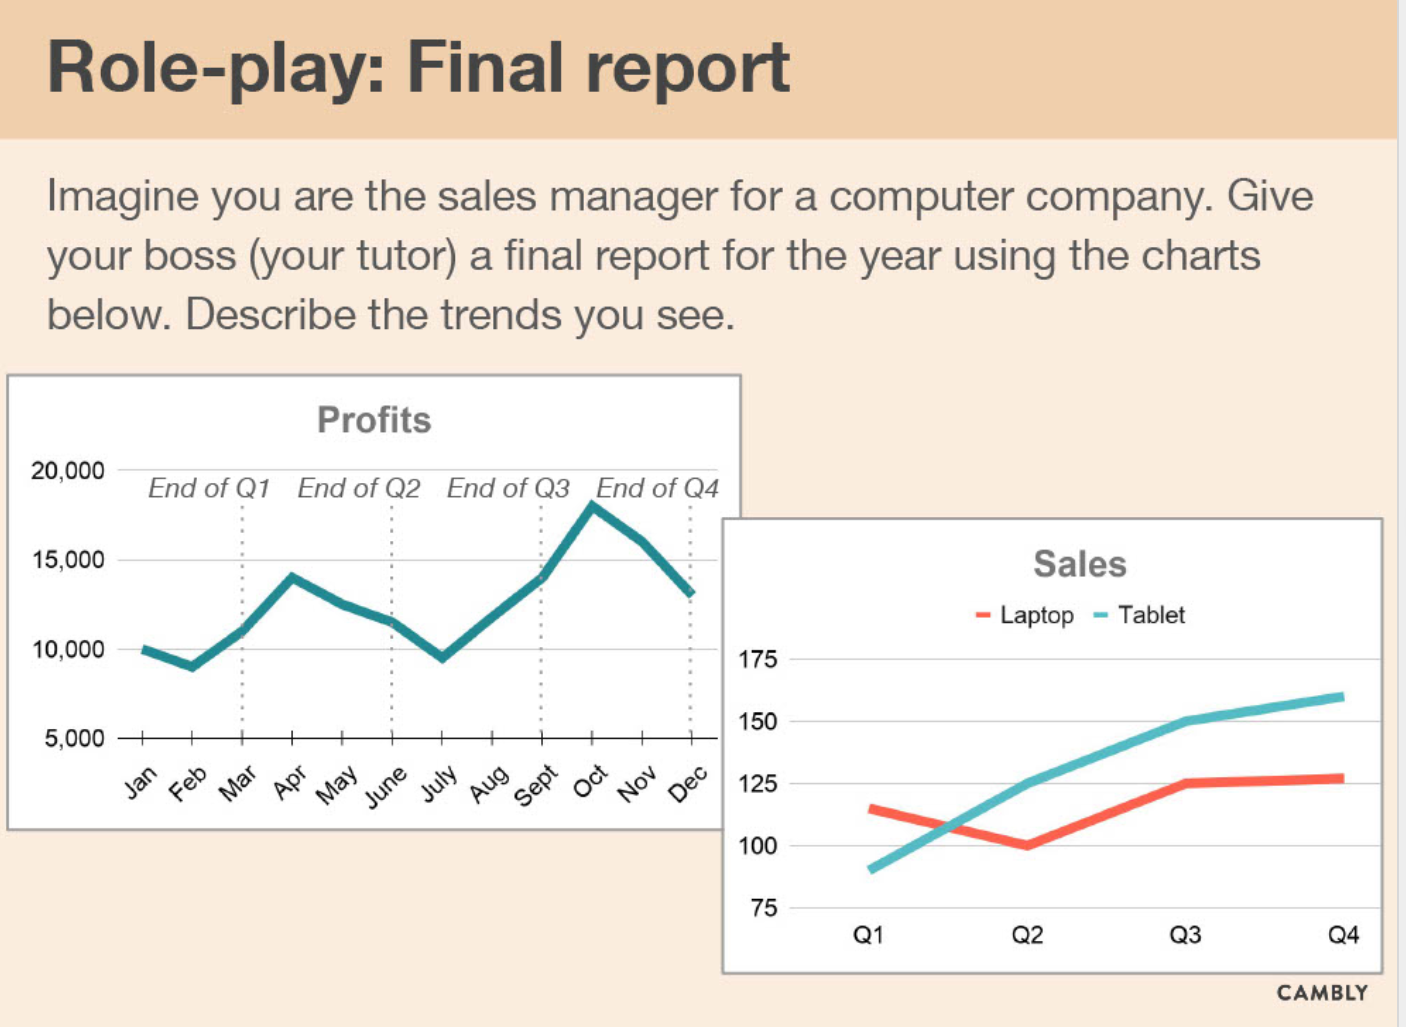 Role-play: Final report
Imagine you are the sales manager for a computer company. Give
your boss (your tutor) a final report for the year using the charts
below. Describe the trends you see.
Profits
20,000
End of Q1 End of Q2 End of Q3 End of Q4
15,000
10,000
5,000
Jan Feb Mar Apr May June July Aug Sept Oct Nov Dec
Sales
Laptop Tablet
175
150
125
100
75
Q1 Q2 Q3 Q4
CAMBLY